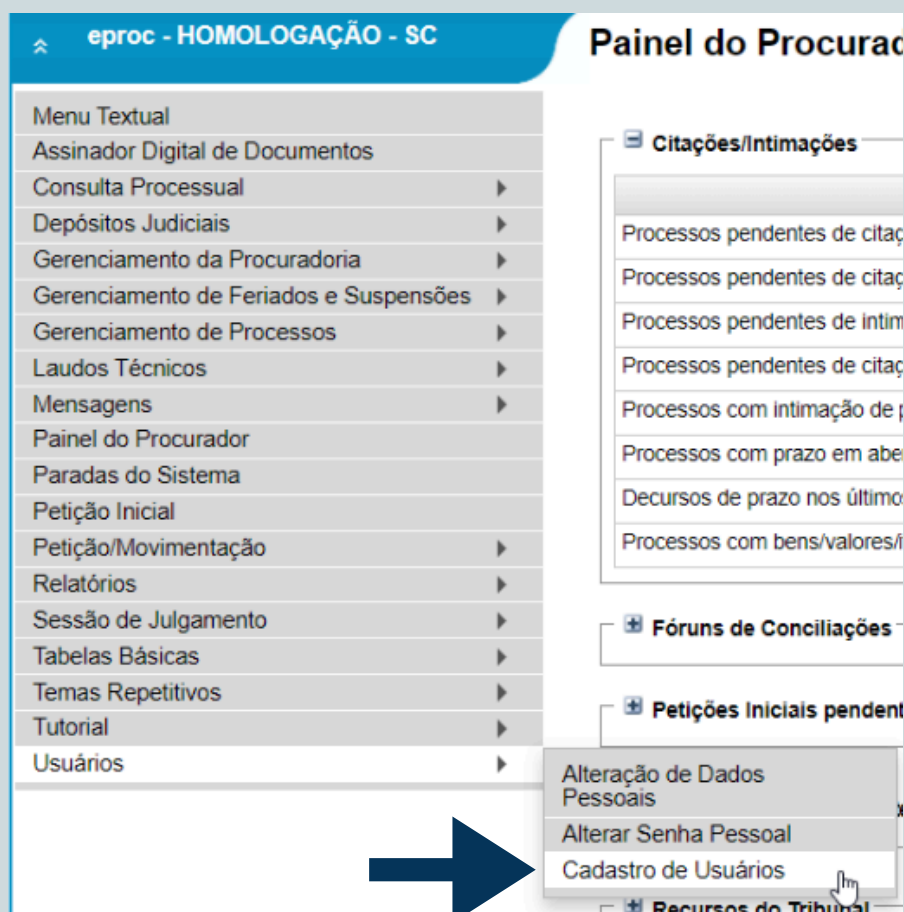 eproc - HOMOLOGAÇÃO - SC
Menu Textual
Assinador Digital de Documentos
Consulta Processual
Depósitos Judiciais
Gerenciamento da Procuradoria
Gerenciamento de Feriados e Suspensões
Gerenciamento de Processos
Laudos Técnicos
Mensagens
Painel do Procurador
Paradas do Sistema
Petição Inicial
Petição/Movimentação
Relatórios
Sessão de Julgamento
Tabelas Básicas
Temas Repetitivos
Tutorial
Usuários
Alteração de Dados
Pessoais
Alterar Senha Pessoal
Cadastro de Usuários
Painel do Procurad
Citações/Intimações
Processos pendentes de citaç
Processos pendentes de citaç
Processos pendentes de intim
Processos pendentes de citaç
Processos com intimação de p
Processos com prazo em aber
Decursos de prazo nos últimos
Processos com bens/valores/i
Fóruns de Conciliações
Petições Iniciais pendent
Recursos do Tribunal